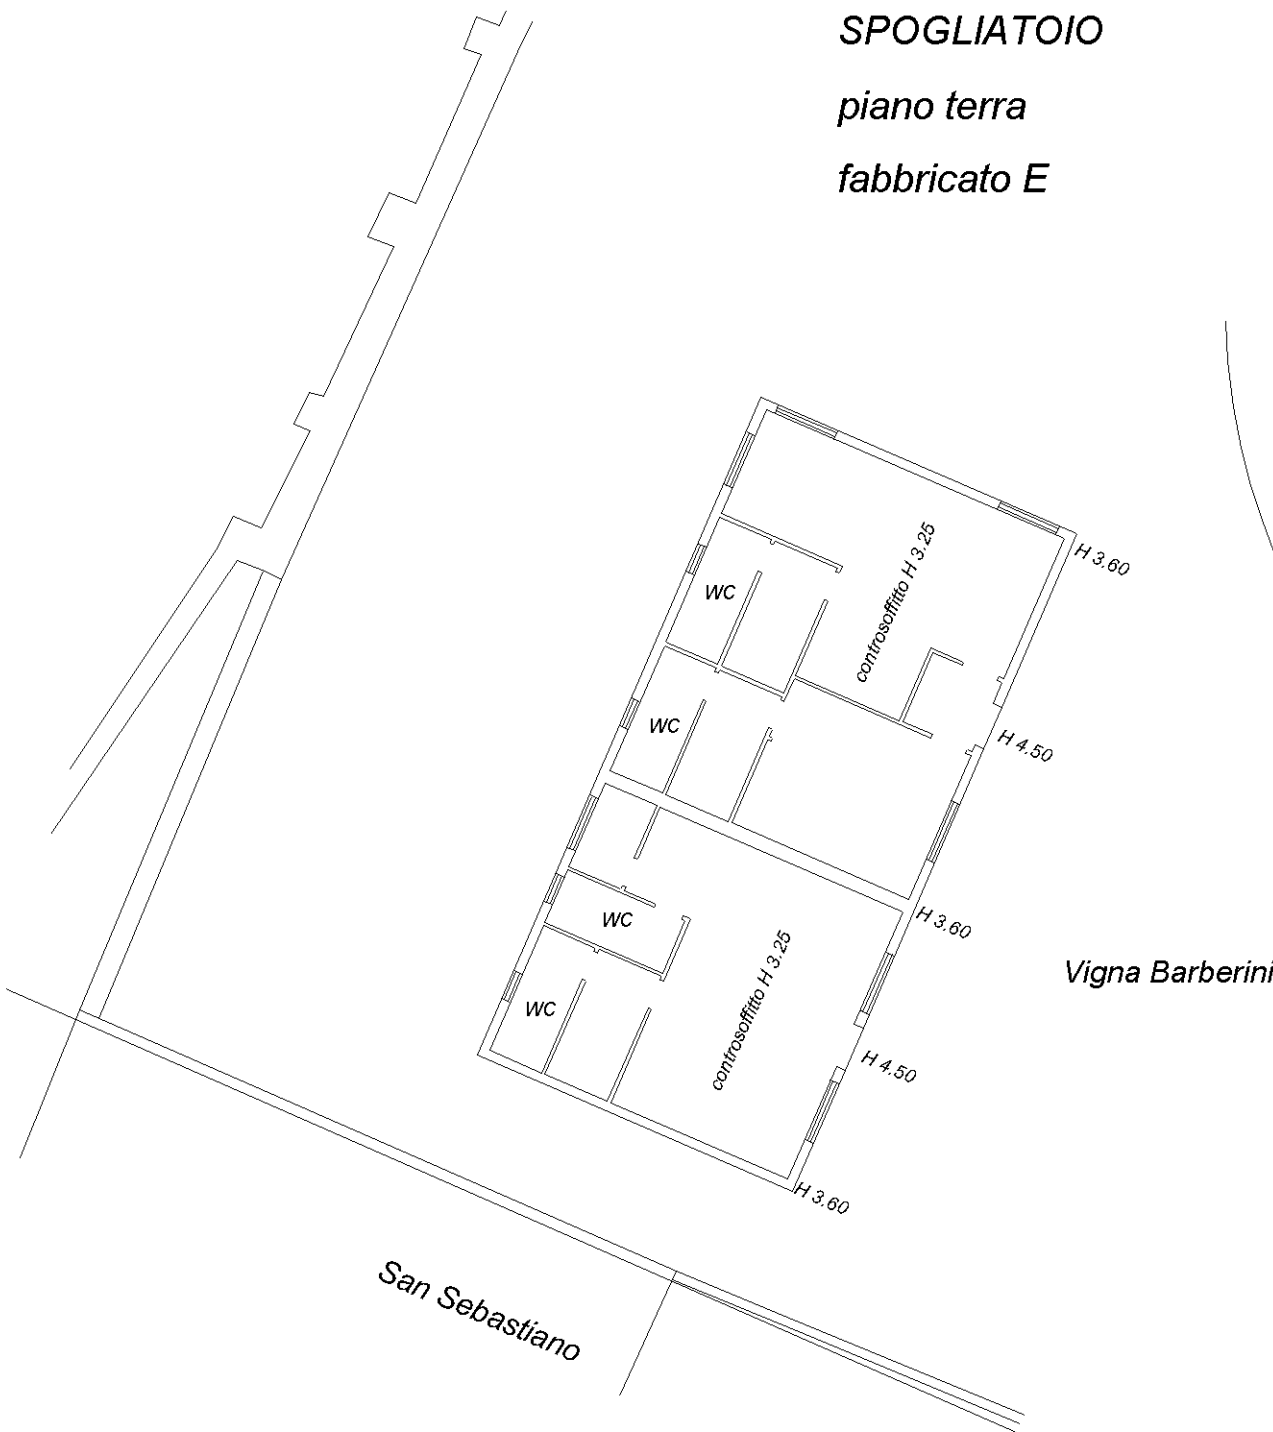 SPOGLIATOIO
piano terra
fabbricato E
H 3.60
controsoffitto H 3.25
WC
WC
H 4.50
WC
H 3.60
controsoffitto H 3.25
Vigna Barberini
WC
H 4.50
H 3.60
San Sebastiano